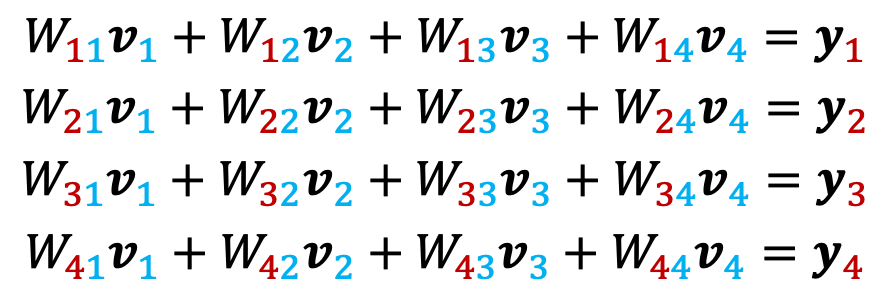 W₁₁v₁ + W₁₂v₂ + W₁₃v₃ + W₁₄v₄ = y₁
W₂₁v₁ + W₂₂v₂ + W₂₃v₃ + W₂₄v₄ = y₂
W₃₁v₁ + W₃₂v₂ + W₃₃v₃ + W₃₄v₄ = y₃
W₄₁v₁ + W₄₂v₂ + W₄₃v₃ + W₄₄v₄ = y₄